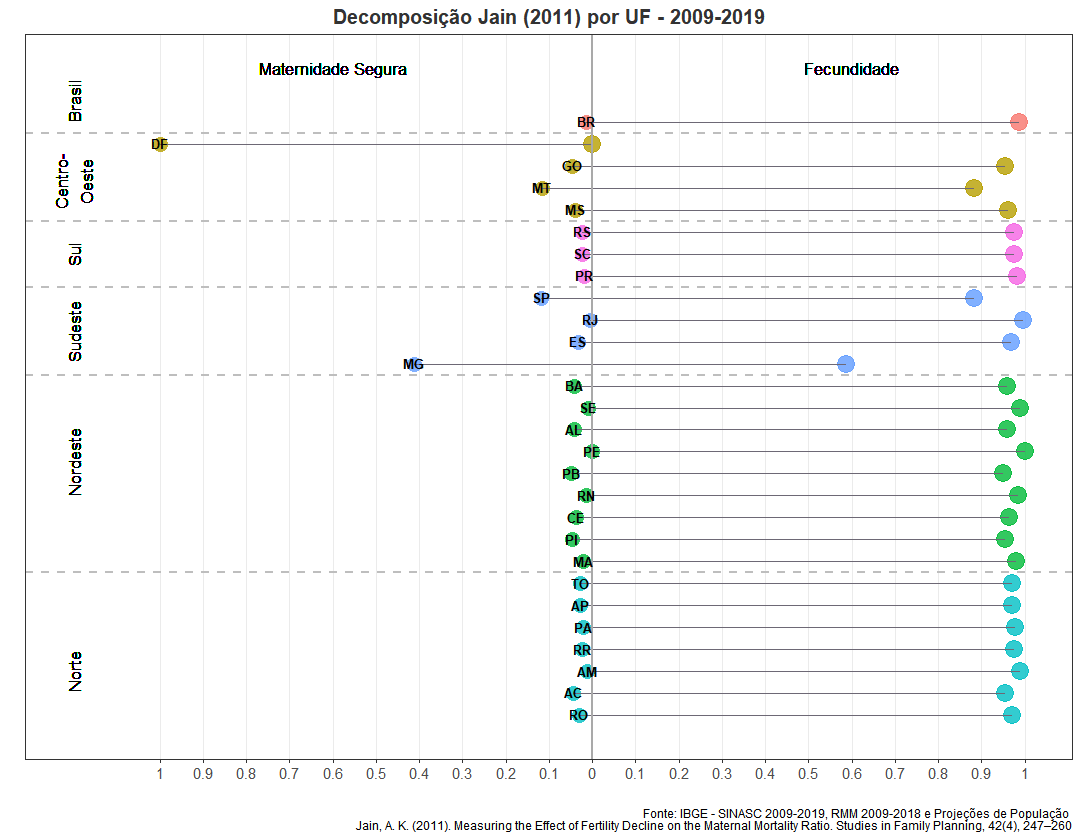 Decomposição Jain (2011) por UF - 2009-2019
Maternidade Segura
Fecundidade
Brasil
BR
Centro-
Oeste
DF
GO
MT
MS
Sul
RS
SC
PR
Sudeste
SP
RJ
ES
MG
Nordeste
BA
SE
AL
PE
PB
RN
CE
PI
MA
Norte
TO
AP
PA
RR
AM
AC
RO
1 0.9 0.8 0.7 0.6 0.5 0.4 0.3 0.2 0.1 0 0.1 0.2 0.3 0.4 0.5 0.6 0.7 0.8 0.9 1
Fonte: IBGE - SINASC 2009-2019, RMM 2009-2018 e Projeções de População
Jain, A. K. (2011). Measuring the Effect of Fertility Decline on the Maternal Mortality Ratio. Studies in Family Planning, 42(4), 247–260